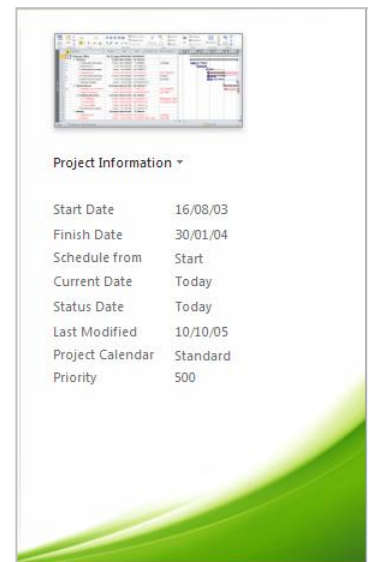 Project Information
Start Date 16/08/03
Finish Date 30/01/04
Schedule from Start
Current Date Today
Status Date Today
Last Modified 10/10/05
Project Calendar Standard
Priority 500